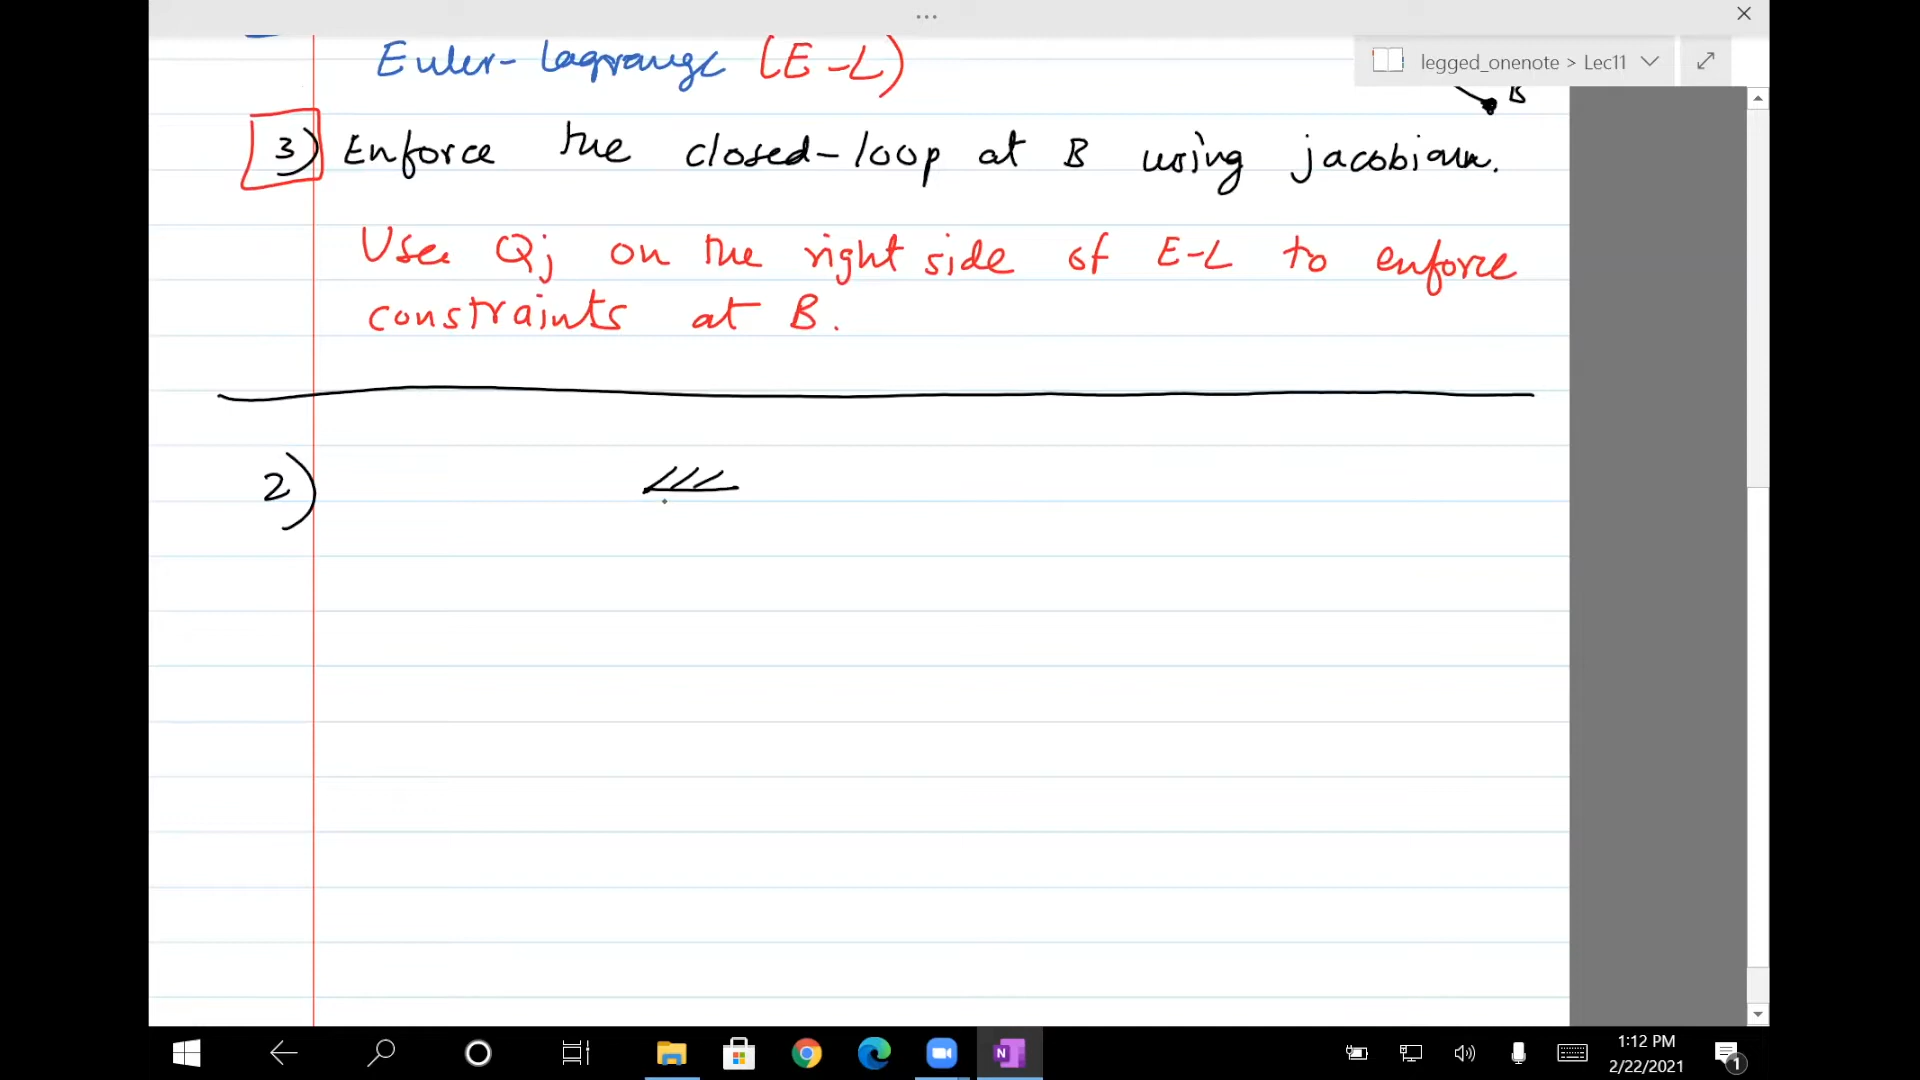 ...
legged_onenote > Lec11
Euler-Lagrange (E-L)
B
3) Enforce the closed-loop at B using jacobian.
Use Qj on the right side of E-L to enforce
constraints at B.
2)
1:12 PM
2/22/2021
1